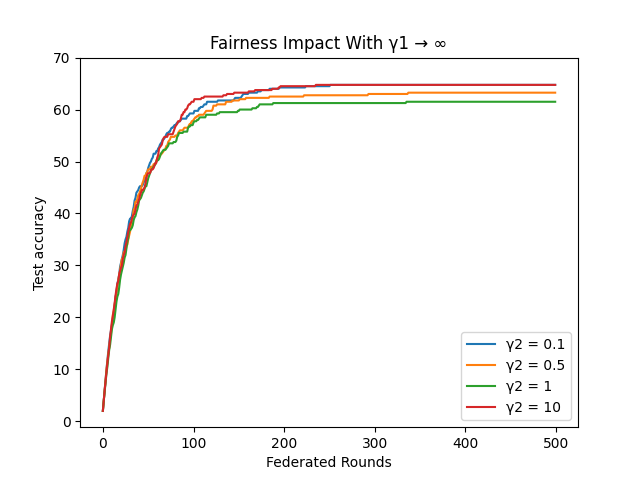 Fairness Impact With γ1 → ∞
Test accuracy
70
60
50
40
30
20
10
0
0 100 200 300 400 500
Federated Rounds
γ2 = 0.1
γ2 = 0.5
γ2 = 1
γ2 = 10